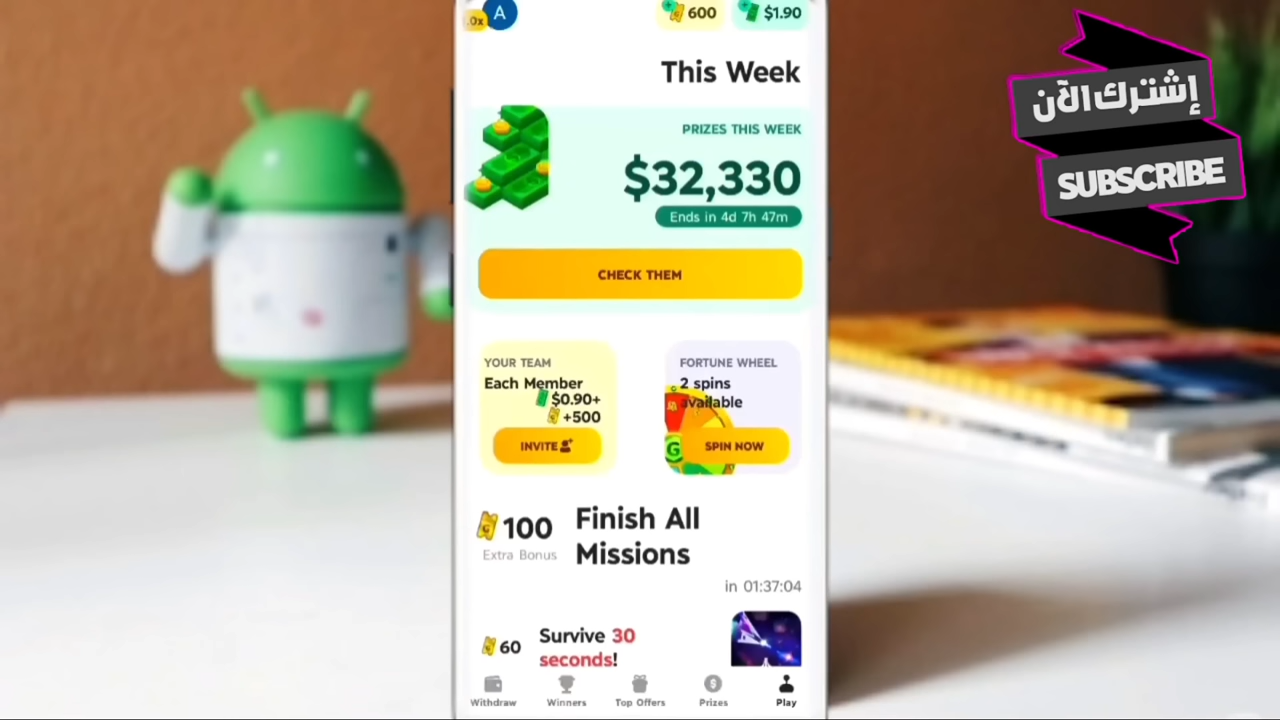 .0x
A
600
$1.90
This Week
PRIZES THIS WEEK
$32,330
Ends in 4d 7h 47m
CHECK THEM
YOUR TEAM
Each Member
$0.90+
+500
INVITE
FORTUNE WHEEL
2 spins
available
G
SPIN NOW
100
Extra Bonus
Finish All
Missions
in 01:37:04
60
Survive 30
seconds!
Withdraw
Winners
Top Offers
Prizes
Play
إشترك الآن
SUBSCRIBE